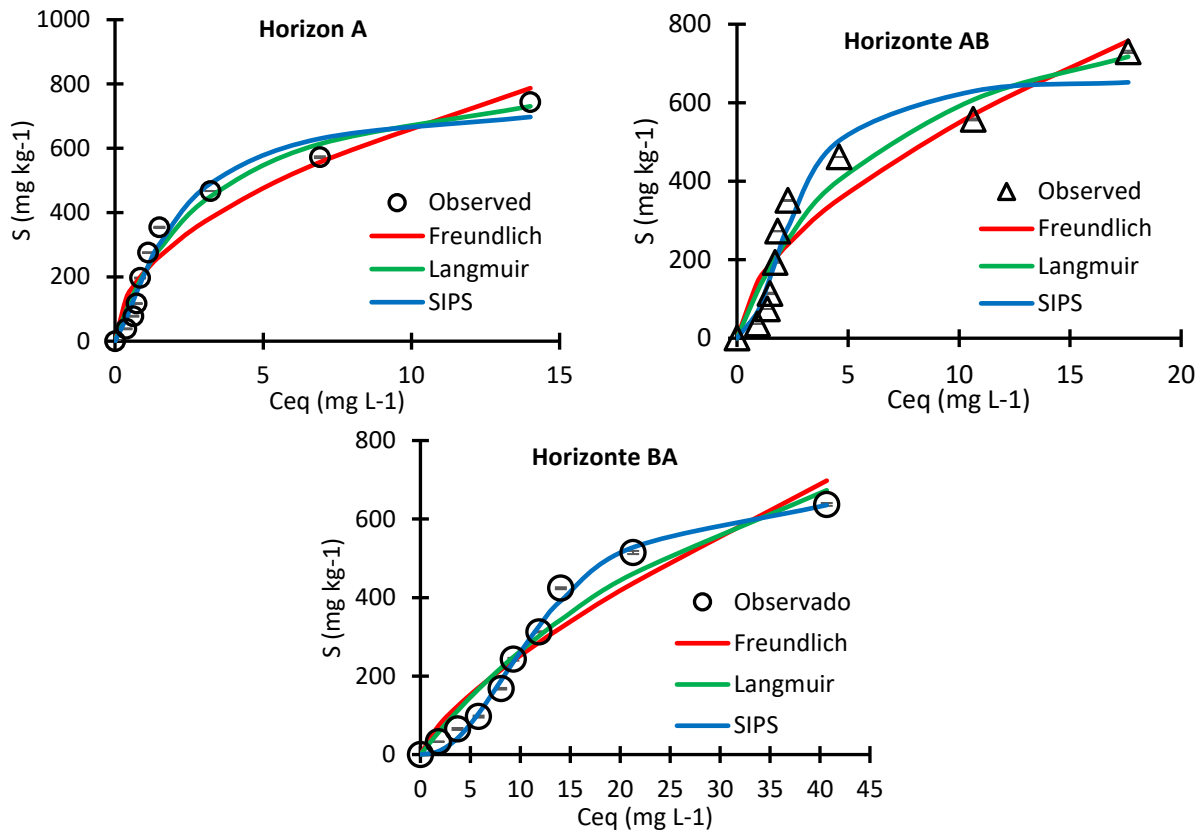 Horizon A
1000
800
600
400
200
0
S (mg kg-1)
0 5 10 15
Ceq (mg L-1)
Observed
Freundlich
Langmuir
SIPS
Horizonte AB
800
600
400
200
0
S (mg kg-1)
0 5 10 15 20
Ceq (mg L-1)
Observed
Freundlich
Langmuir
SIPS
Horizonte BA
800
600
400
200
0
S (mg kg-1)
0 5 10 15 20 25 30 35 40 45
Ceq (mg L-1)
Observado
Freundlich
Langmuir
SIPS